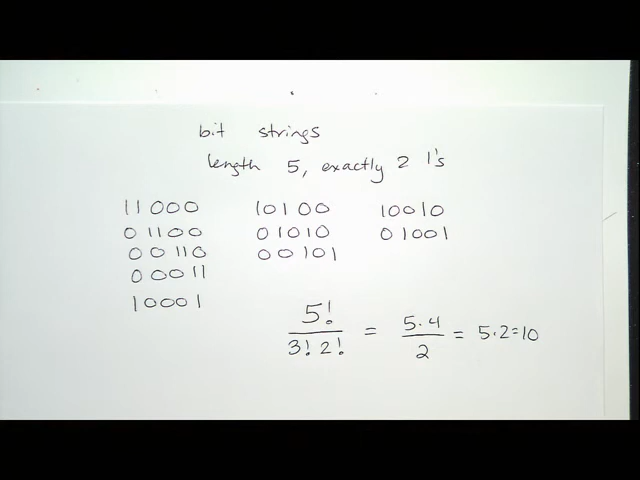 bit strings
length 5, exactly 2 1's
11000 10100 10010
01100 01010 01001
00110 00101
00011
10001
5!/3!2! = 5·4/2 = 5·2=10